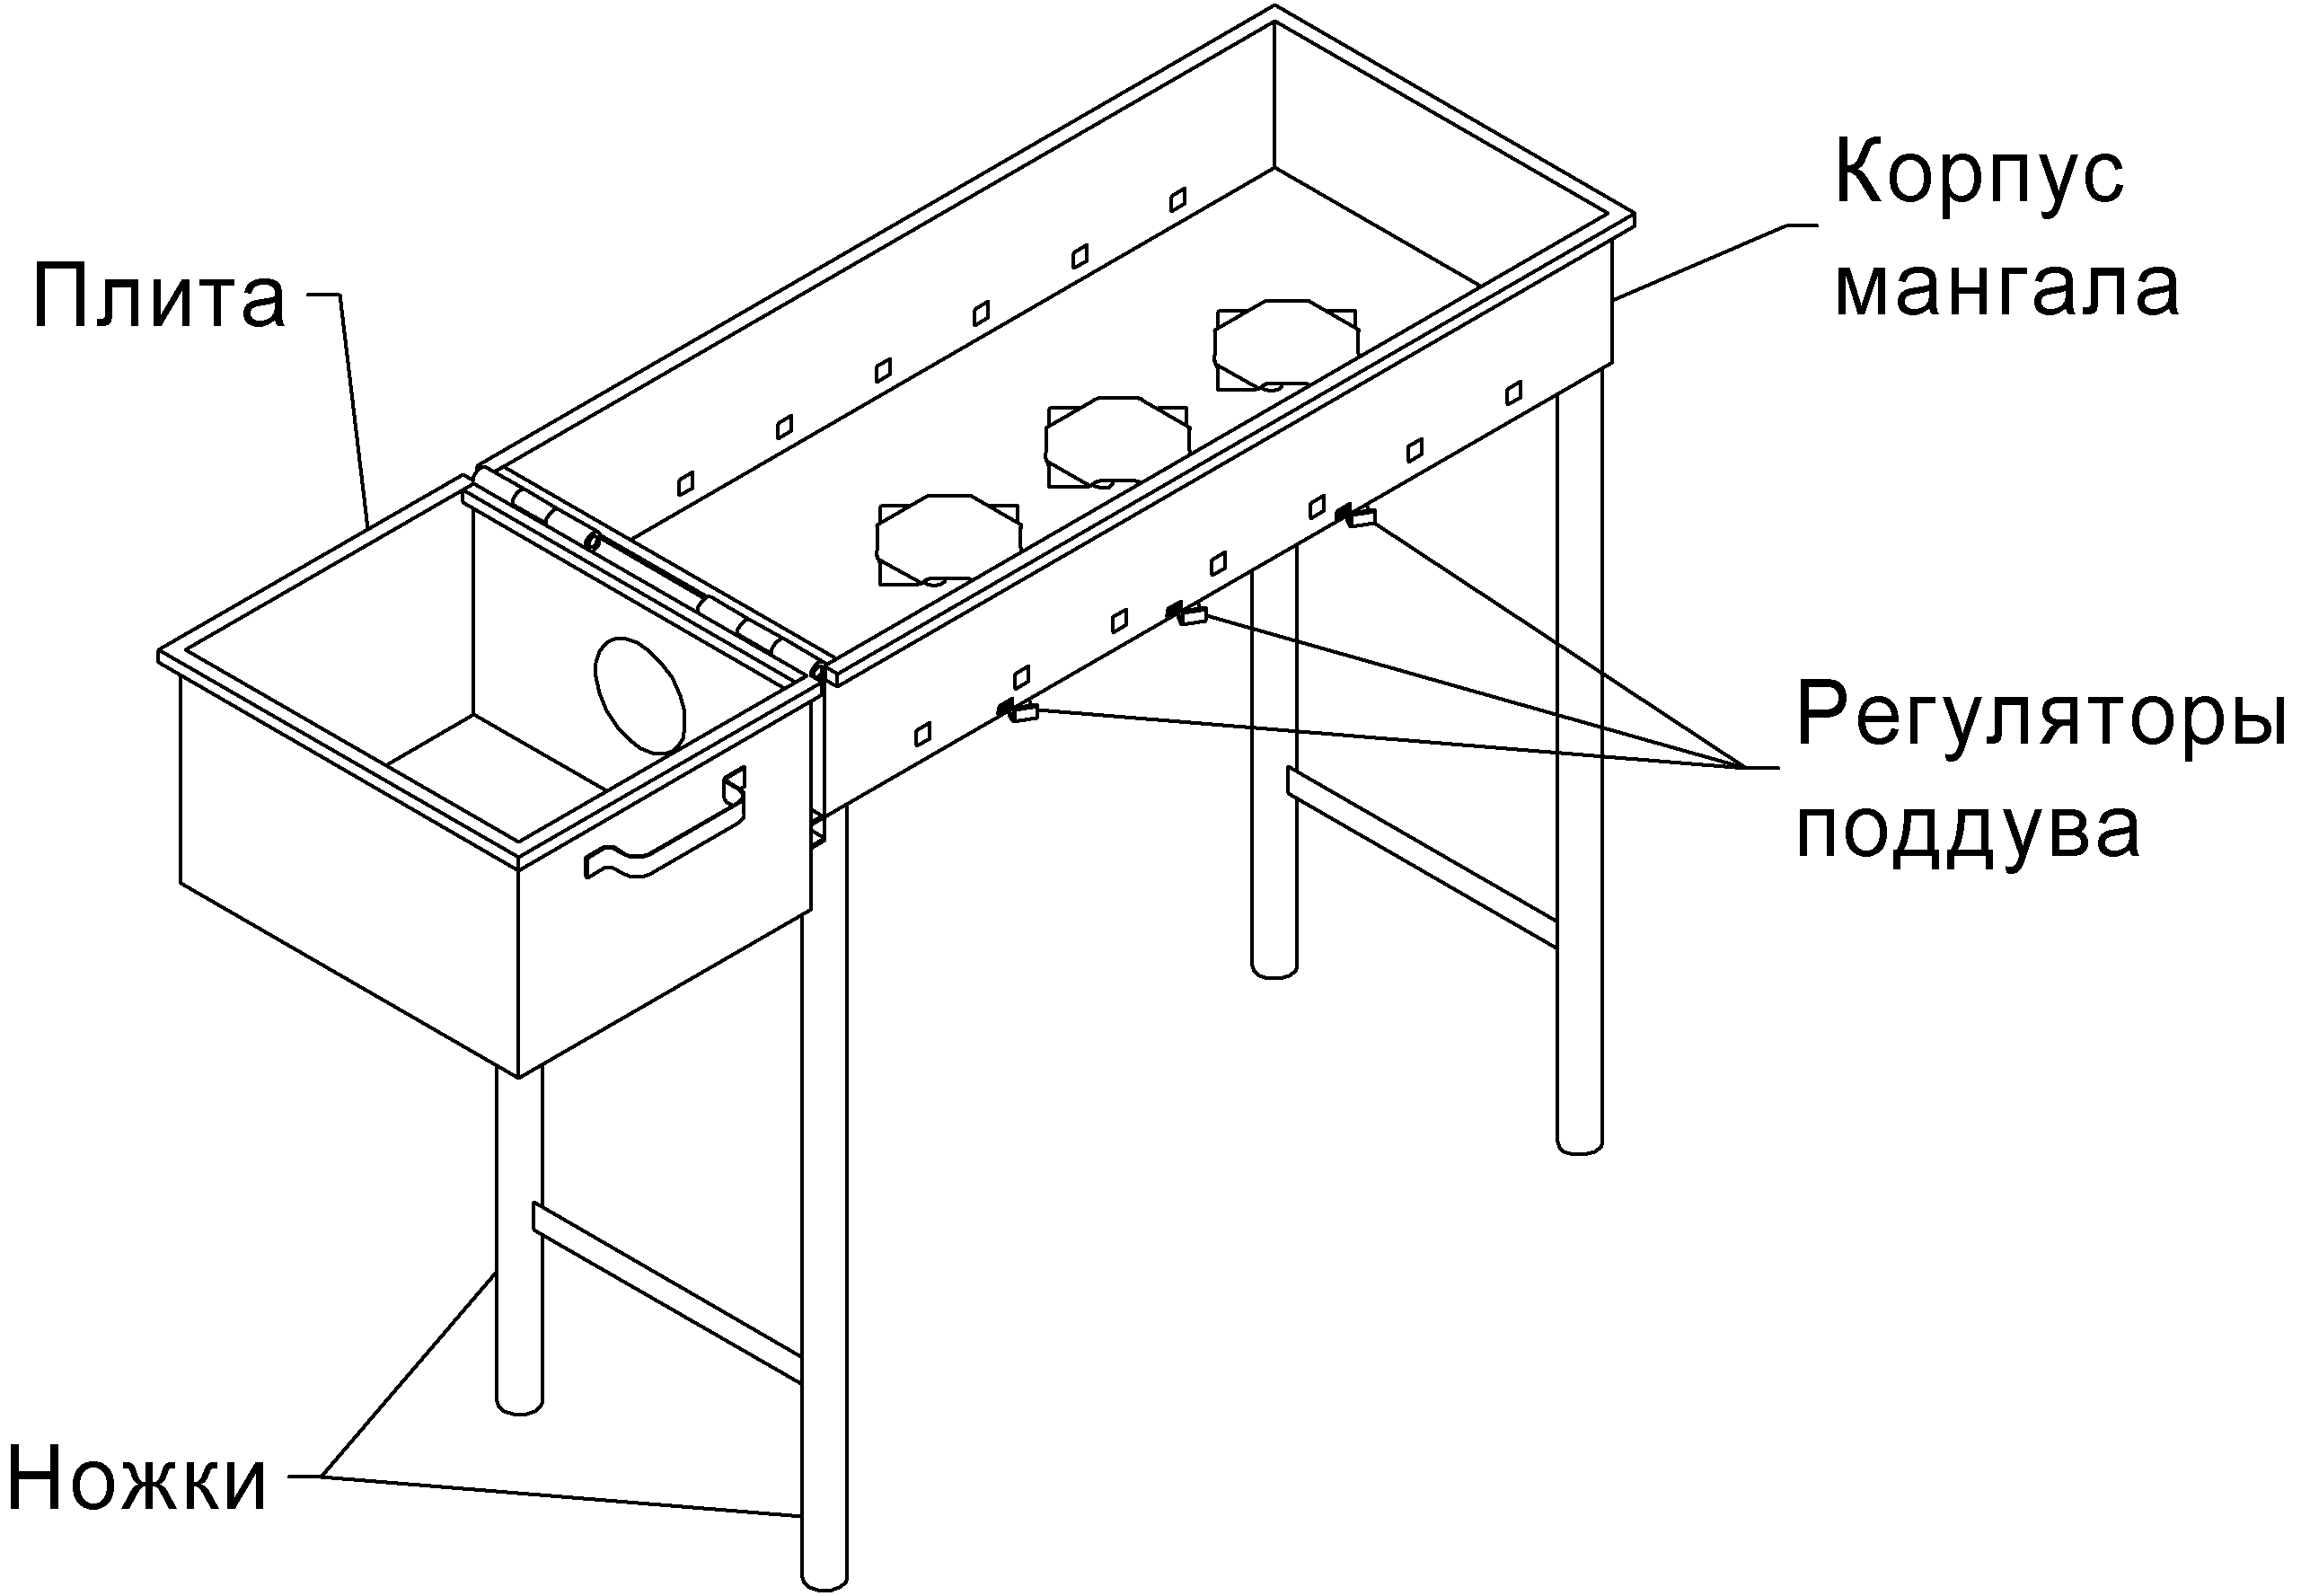 Корпус
мангала
Плита
Регуляторы
поддува
Ножки